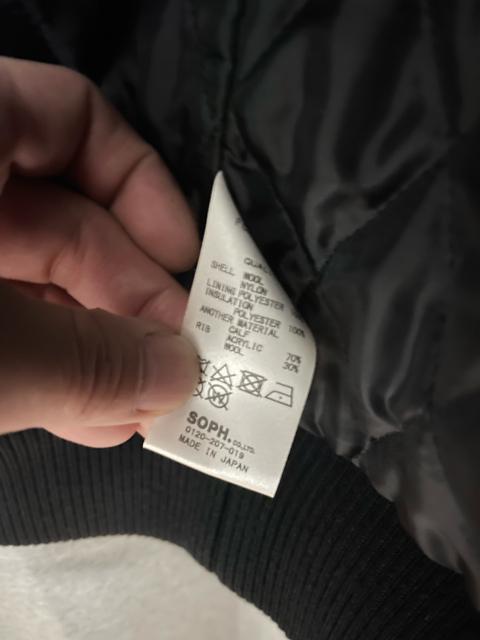 SHELL WOOL
NYLON
LINING POLYESTER
INSULATION
POLYESTER 100%
ANOTHER MATERIAL
CALF
RIB ACRYLIC 70%
WOOL 30%
SOPH.CO.,LTD.
0120-207-019
MADE IN JAPAN